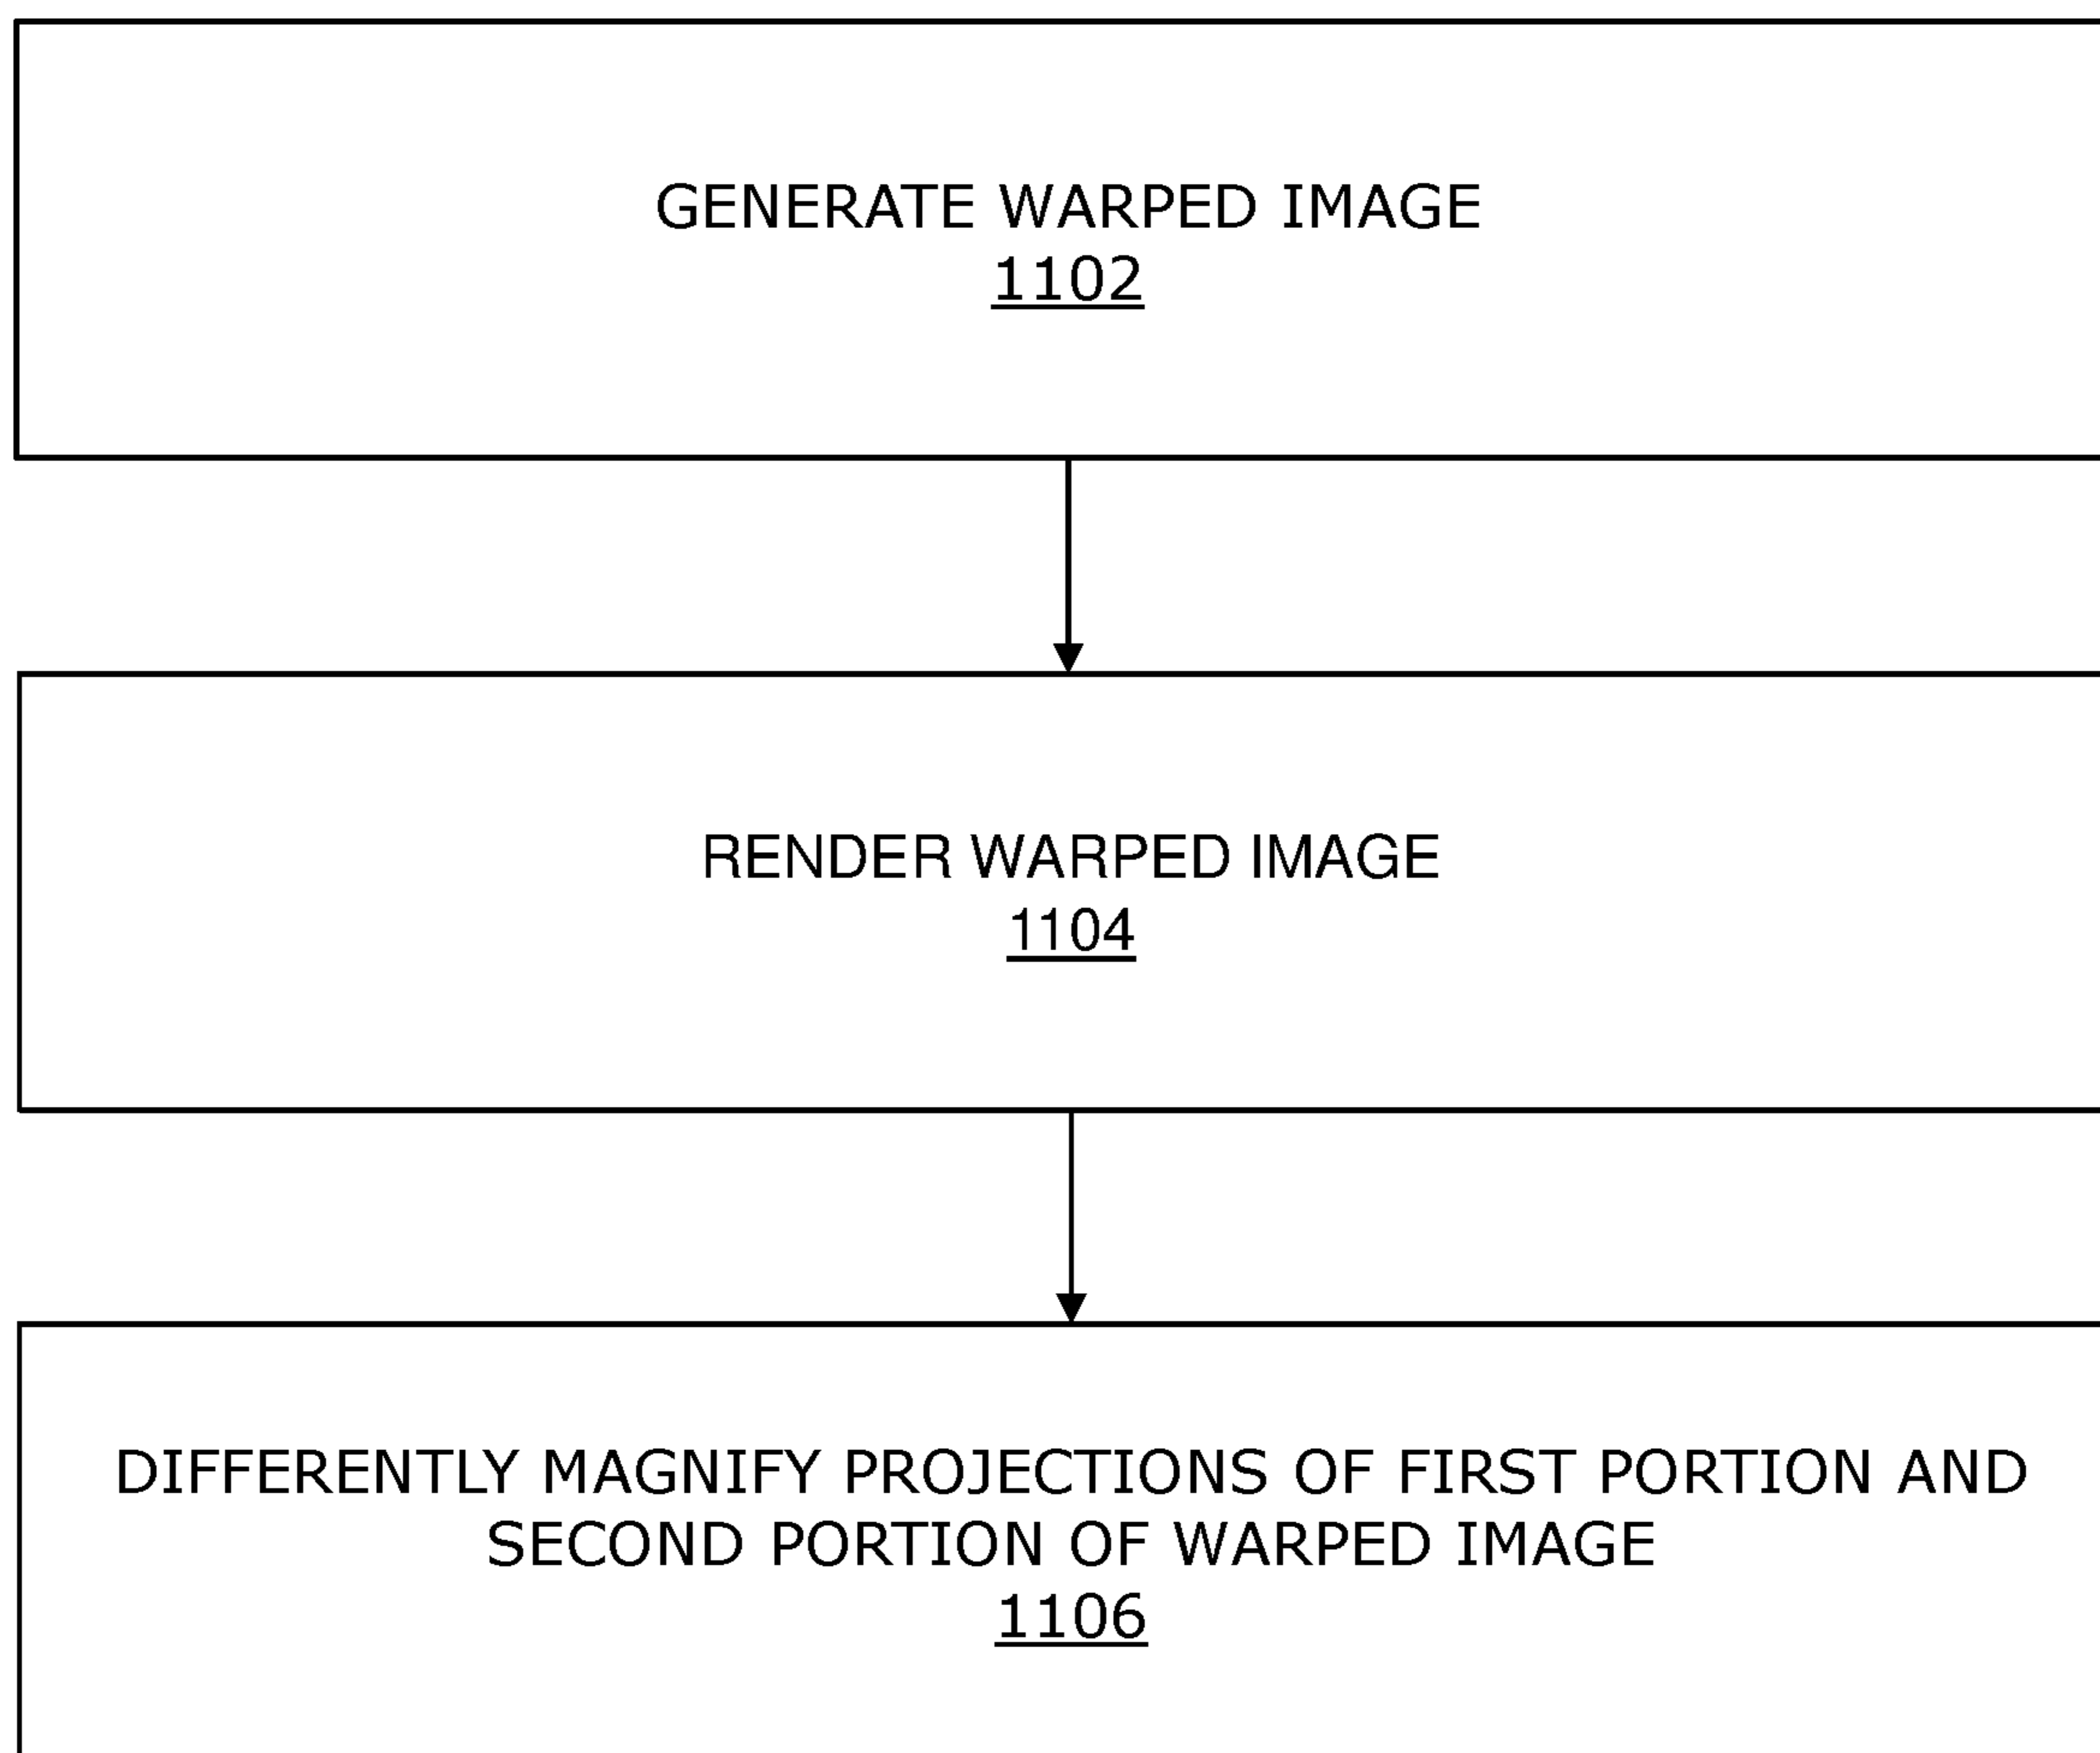 GENERATE WARPED IMAGE
1102
RENDER WARPED IMAGE
1104
DIFFERENTLY MAGNIFY PROJECTIONS OF FIRST PORTION AND
SECOND PORTION OF WARPED IMAGE
1106